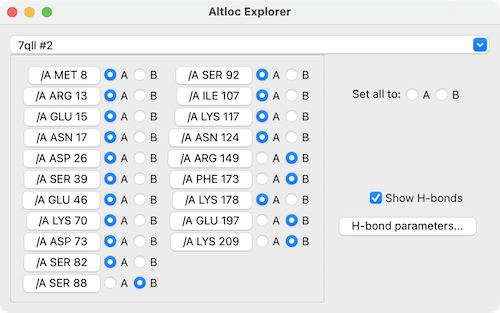 Altloc Explorer
7qll #2
/A MET 8 A B
/A ARG 13 A B
/A GLU 15 A B
/A ASN 17 A B
/A ASP 26 A B
/A SER 39 A B
/A GLU 46 A B
/A LYS 70 A B
/A ASP 73 A B
/A SER 82 A B
/A SER 88 A B
/A SER 92 A B
/A ILE 107 A B
/A LYS 117 A B
/A ASN 124 A B
/A ARG 149 A B
/A PHE 173 A B
/A LYS 178 A B
/A GLU 197 A B
/A LYS 209 A B
Set all to: A B
Show H-bonds
H-bond parameters...